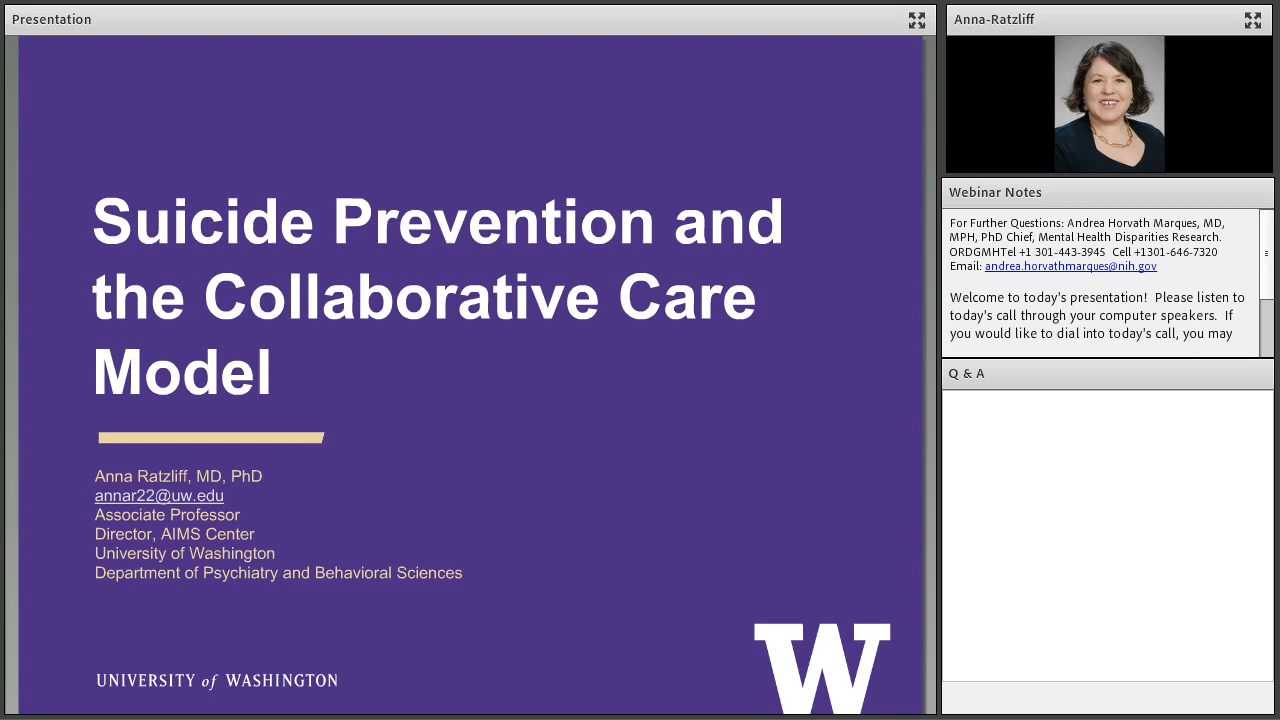 Presentation
Suicide Prevention and
the Collaborative Care
Model
Anna Ratzliff, MD, PhD
annar22@uw.edu
Associate Professor
Director, AIMS Center
University of Washington
Department of Psychiatry and Behavioral Sciences
UNIVERSITY of WASHINGTON
W
Anna-Ratzliff
Webinar Notes
For Further Questions: Andrea Horvath Marques, MD,
MPH, PhD Chief, Mental Health Disparities Research.
ORDGMHTel +1 301-443-3945 Cell +1301-646-7320
Email: andrea.horvathmarques@nih.gov
Welcome to today's presentation! Please listen to
today's call through your computer speakers. If
you would like to dial into today's call, you may
Q & A